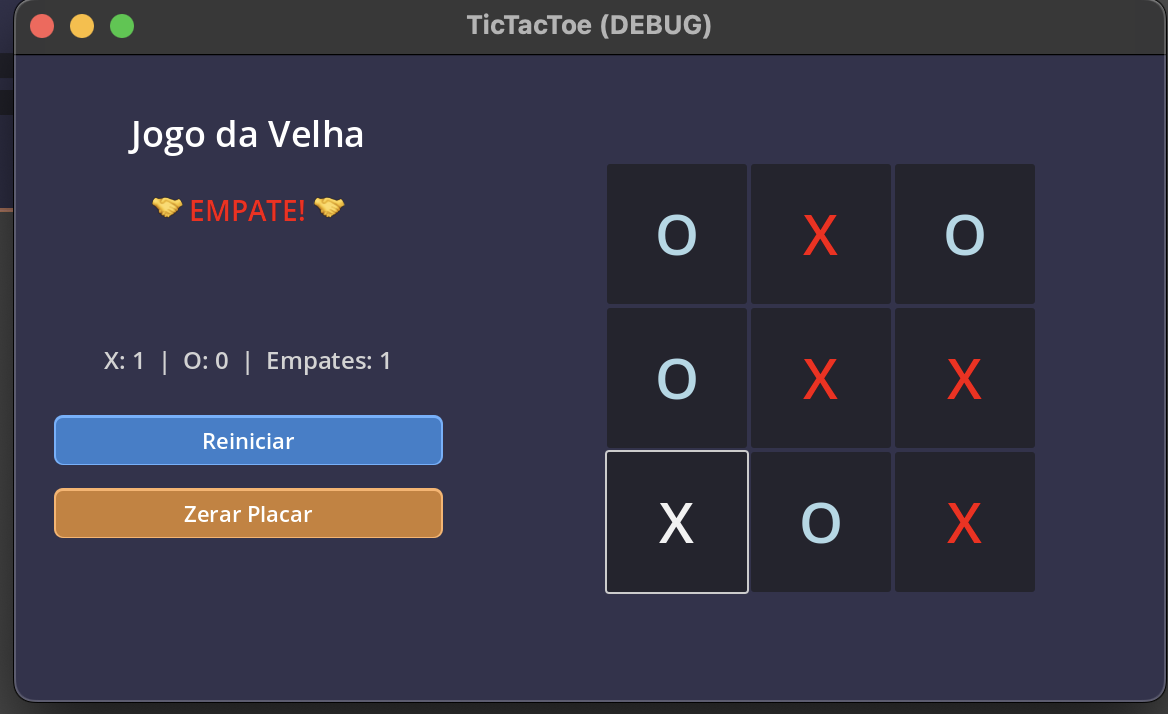 TicTacToe (DEBUG)
Jogo da Velha
🤝 EMPATE! 🤝
X: 1 | O: 0 | Empates: 1
Reiniciar
Zerar Placar
O X O
O X X
X O X